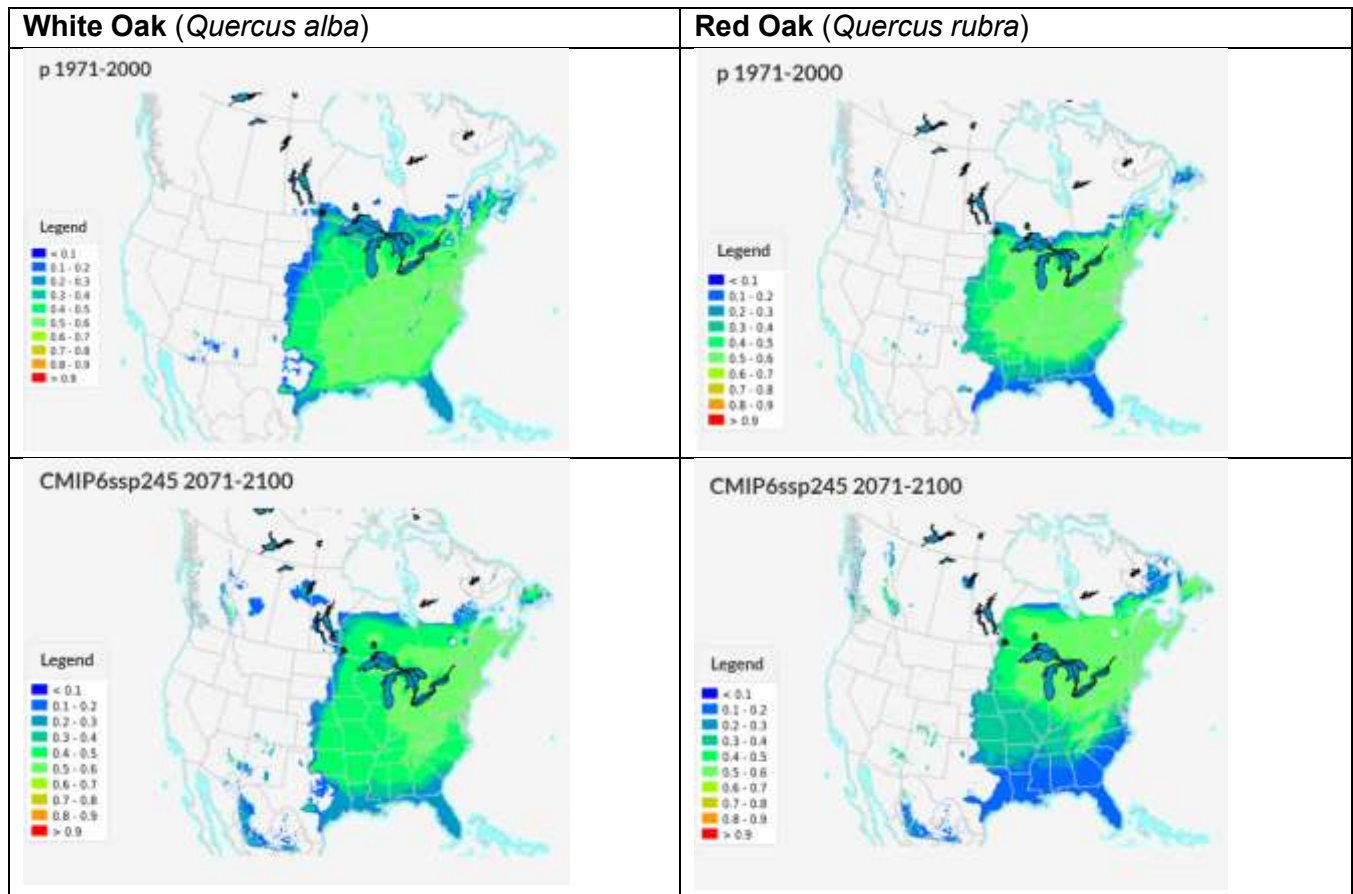 White Oak (Quercus alba)
Red Oak (Quercus rubra)
p 1971-2000
Legend
< 0.1
0.1 - 0.2
0.2 - 0.3
0.3 - 0.4
0.4 - 0.5
0.5 - 0.6
0.6 - 0.7
0.7 - 0.8
0.8 - 0.9
> 0.9
p 1971-2000
Legend
< 0.1
0.1 - 0.2
0.2 - 0.3
0.3 - 0.4
0.4 - 0.5
0.5 - 0.6
0.6 - 0.7
0.7 - 0.8
0.8 - 0.9
> 0.9
CMIP6ssp245 2071-2100
Legend
< 0.1
0.1 - 0.2
0.2 - 0.3
0.3 - 0.4
0.4 - 0.5
0.5 - 0.6
0.6 - 0.7
0.7 - 0.8
0.8 - 0.9
> 0.9
CMIP6ssp245 2071-2100
Legend
< 0.1
0.1 - 0.2
0.2 - 0.3
0.3 - 0.4
0.4 - 0.5
0.5 - 0.6
0.6 - 0.7
0.7 - 0.8
0.8 - 0.9
> 0.9